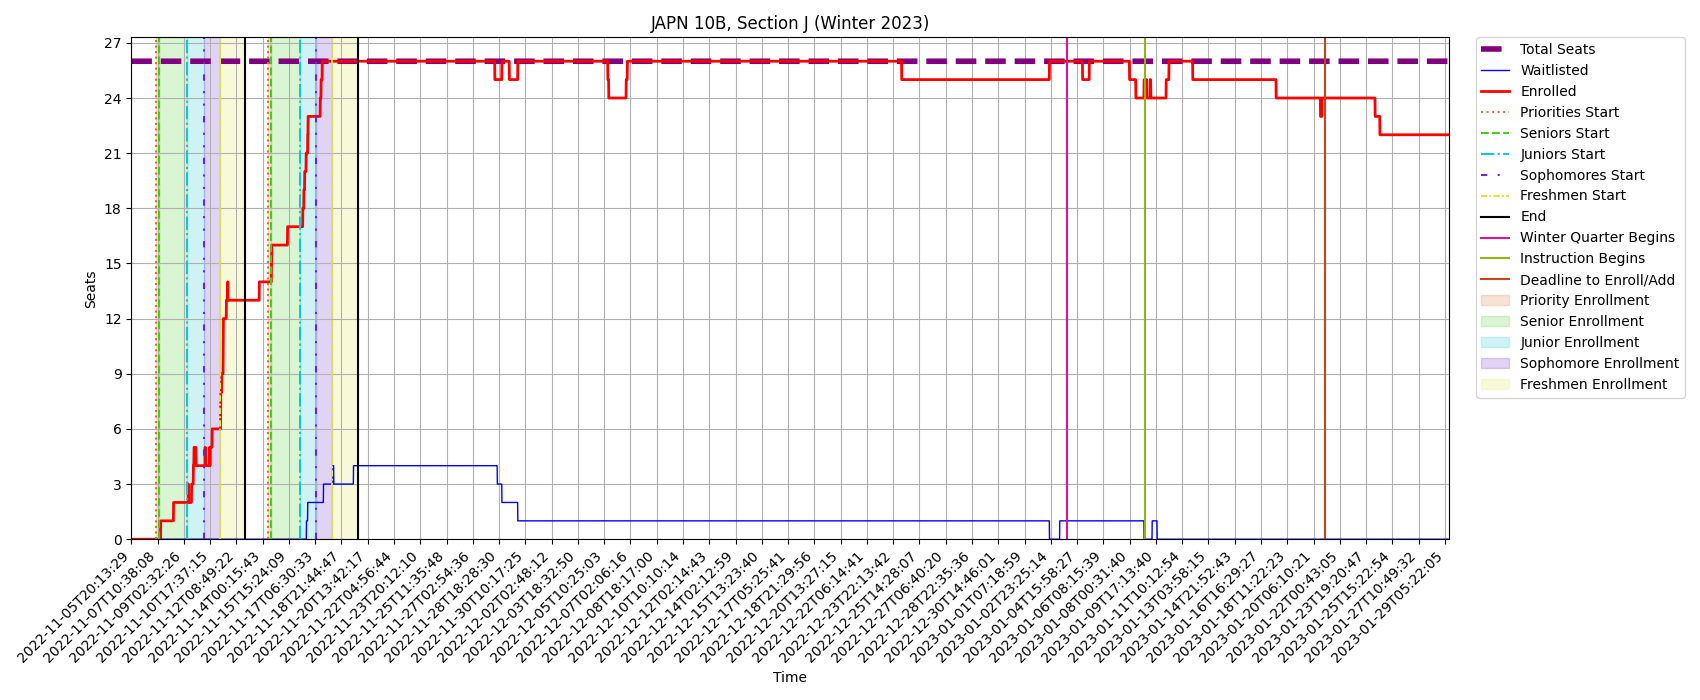 JAPN 10B, Section J (Winter 2023)
27
24
21
18
15
12
9
6
3
0
Seats
2022-11-05T20:13:29
2022-11-07T10:38:08
2022-11-09T02:32:26
2022-11-10T17:37:15
2022-11-12T08:49:22
2022-11-14T00:15:43
2022-11-15T15:24:09
2022-11-17T06:30:33
2022-11-18T21:44:47
2022-11-20T13:42:17
2022-11-22T04:56:44
2022-11-23T20:12:10
2022-11-25T11:35:48
2022-11-27T02:54:36
2022-11-28T18:28:30
2022-11-30T10:17:25
2022-12-02T02:48:12
2022-12-03T18:32:50
2022-12-05T10:25:03
2022-12-07T02:06:16
2022-12-08T18:17:00
2022-12-10T10:10:14
2022-12-12T02:14:43
2022-12-14T02:12:59
2022-12-15T13:23:40
2022-12-17T05:25:41
2022-12-18T21:29:56
2022-12-20T13:27:15
2022-12-22T06:14:41
2022-12-23T22:13:42
2022-12-25T14:28:07
2022-12-27T06:40:20
2022-12-28T22:35:36
2022-12-30T14:46:01
2023-01-01T07:18:59
2023-01-02T23:25:14
2023-01-04T15:58:27
2023-01-06T08:15:39
2023-01-08T00:31:40
2023-01-09T17:13:40
2023-01-11T10:12:54
2023-01-13T03:58:15
2023-01-14T21:52:43
2023-01-16T16:29:27
2023-01-18T11:22:23
2023-01-20T06:10:21
2023-01-22T00:43:05
2023-01-23T19:20:47
2023-01-25T15:22:54
2023-01-27T10:49:32
2023-01-29T05:22:05
Time
Total Seats
Waitlisted
Enrolled
Priorities Start
Seniors Start
Juniors Start
Sophomores Start
Freshmen Start
End
Winter Quarter Begins
Instruction Begins
Deadline to Enroll/Add
Priority Enrollment
Senior Enrollment
Junior Enrollment
Sophomore Enrollment
Freshmen Enrollment